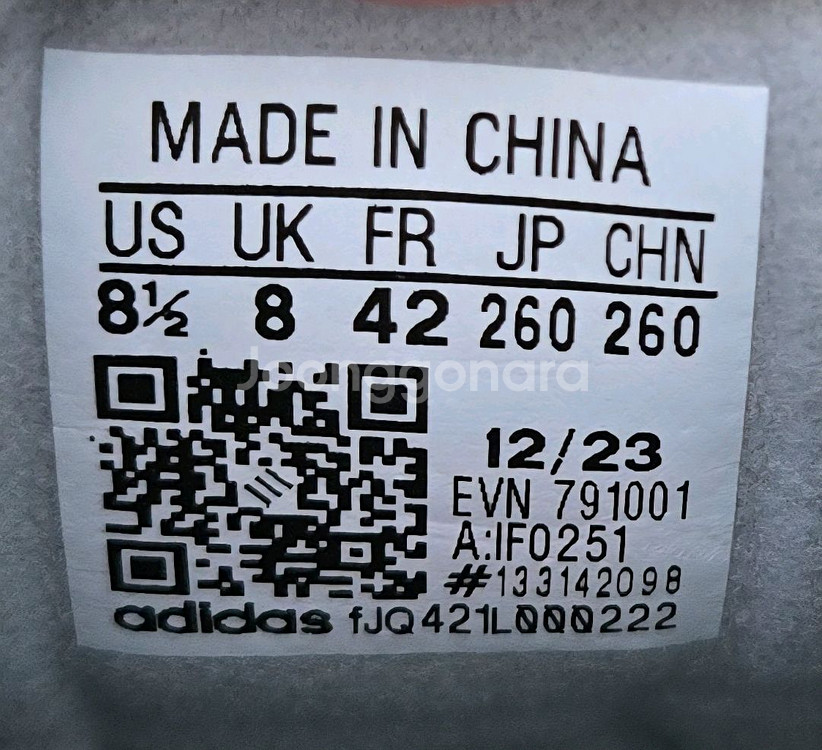 MADE IN CHINA
US UK FR JP CHN
8½ 8 42 260 260
Joonggonara
12/23
EVN 791001
A:IF0251
#133142098
adidas fJQ421L000222